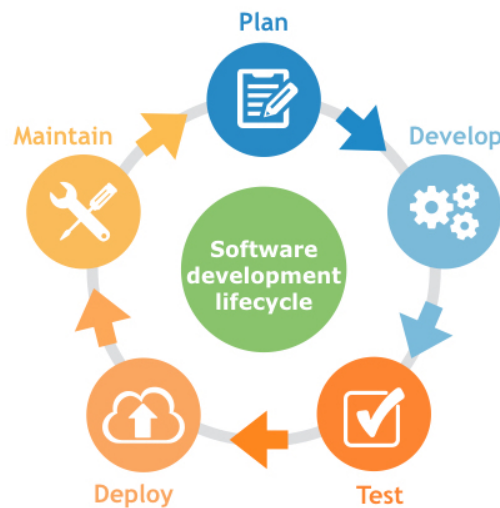 Plan
Develop
Test
Deploy
Maintain
Software
development
lifecycle